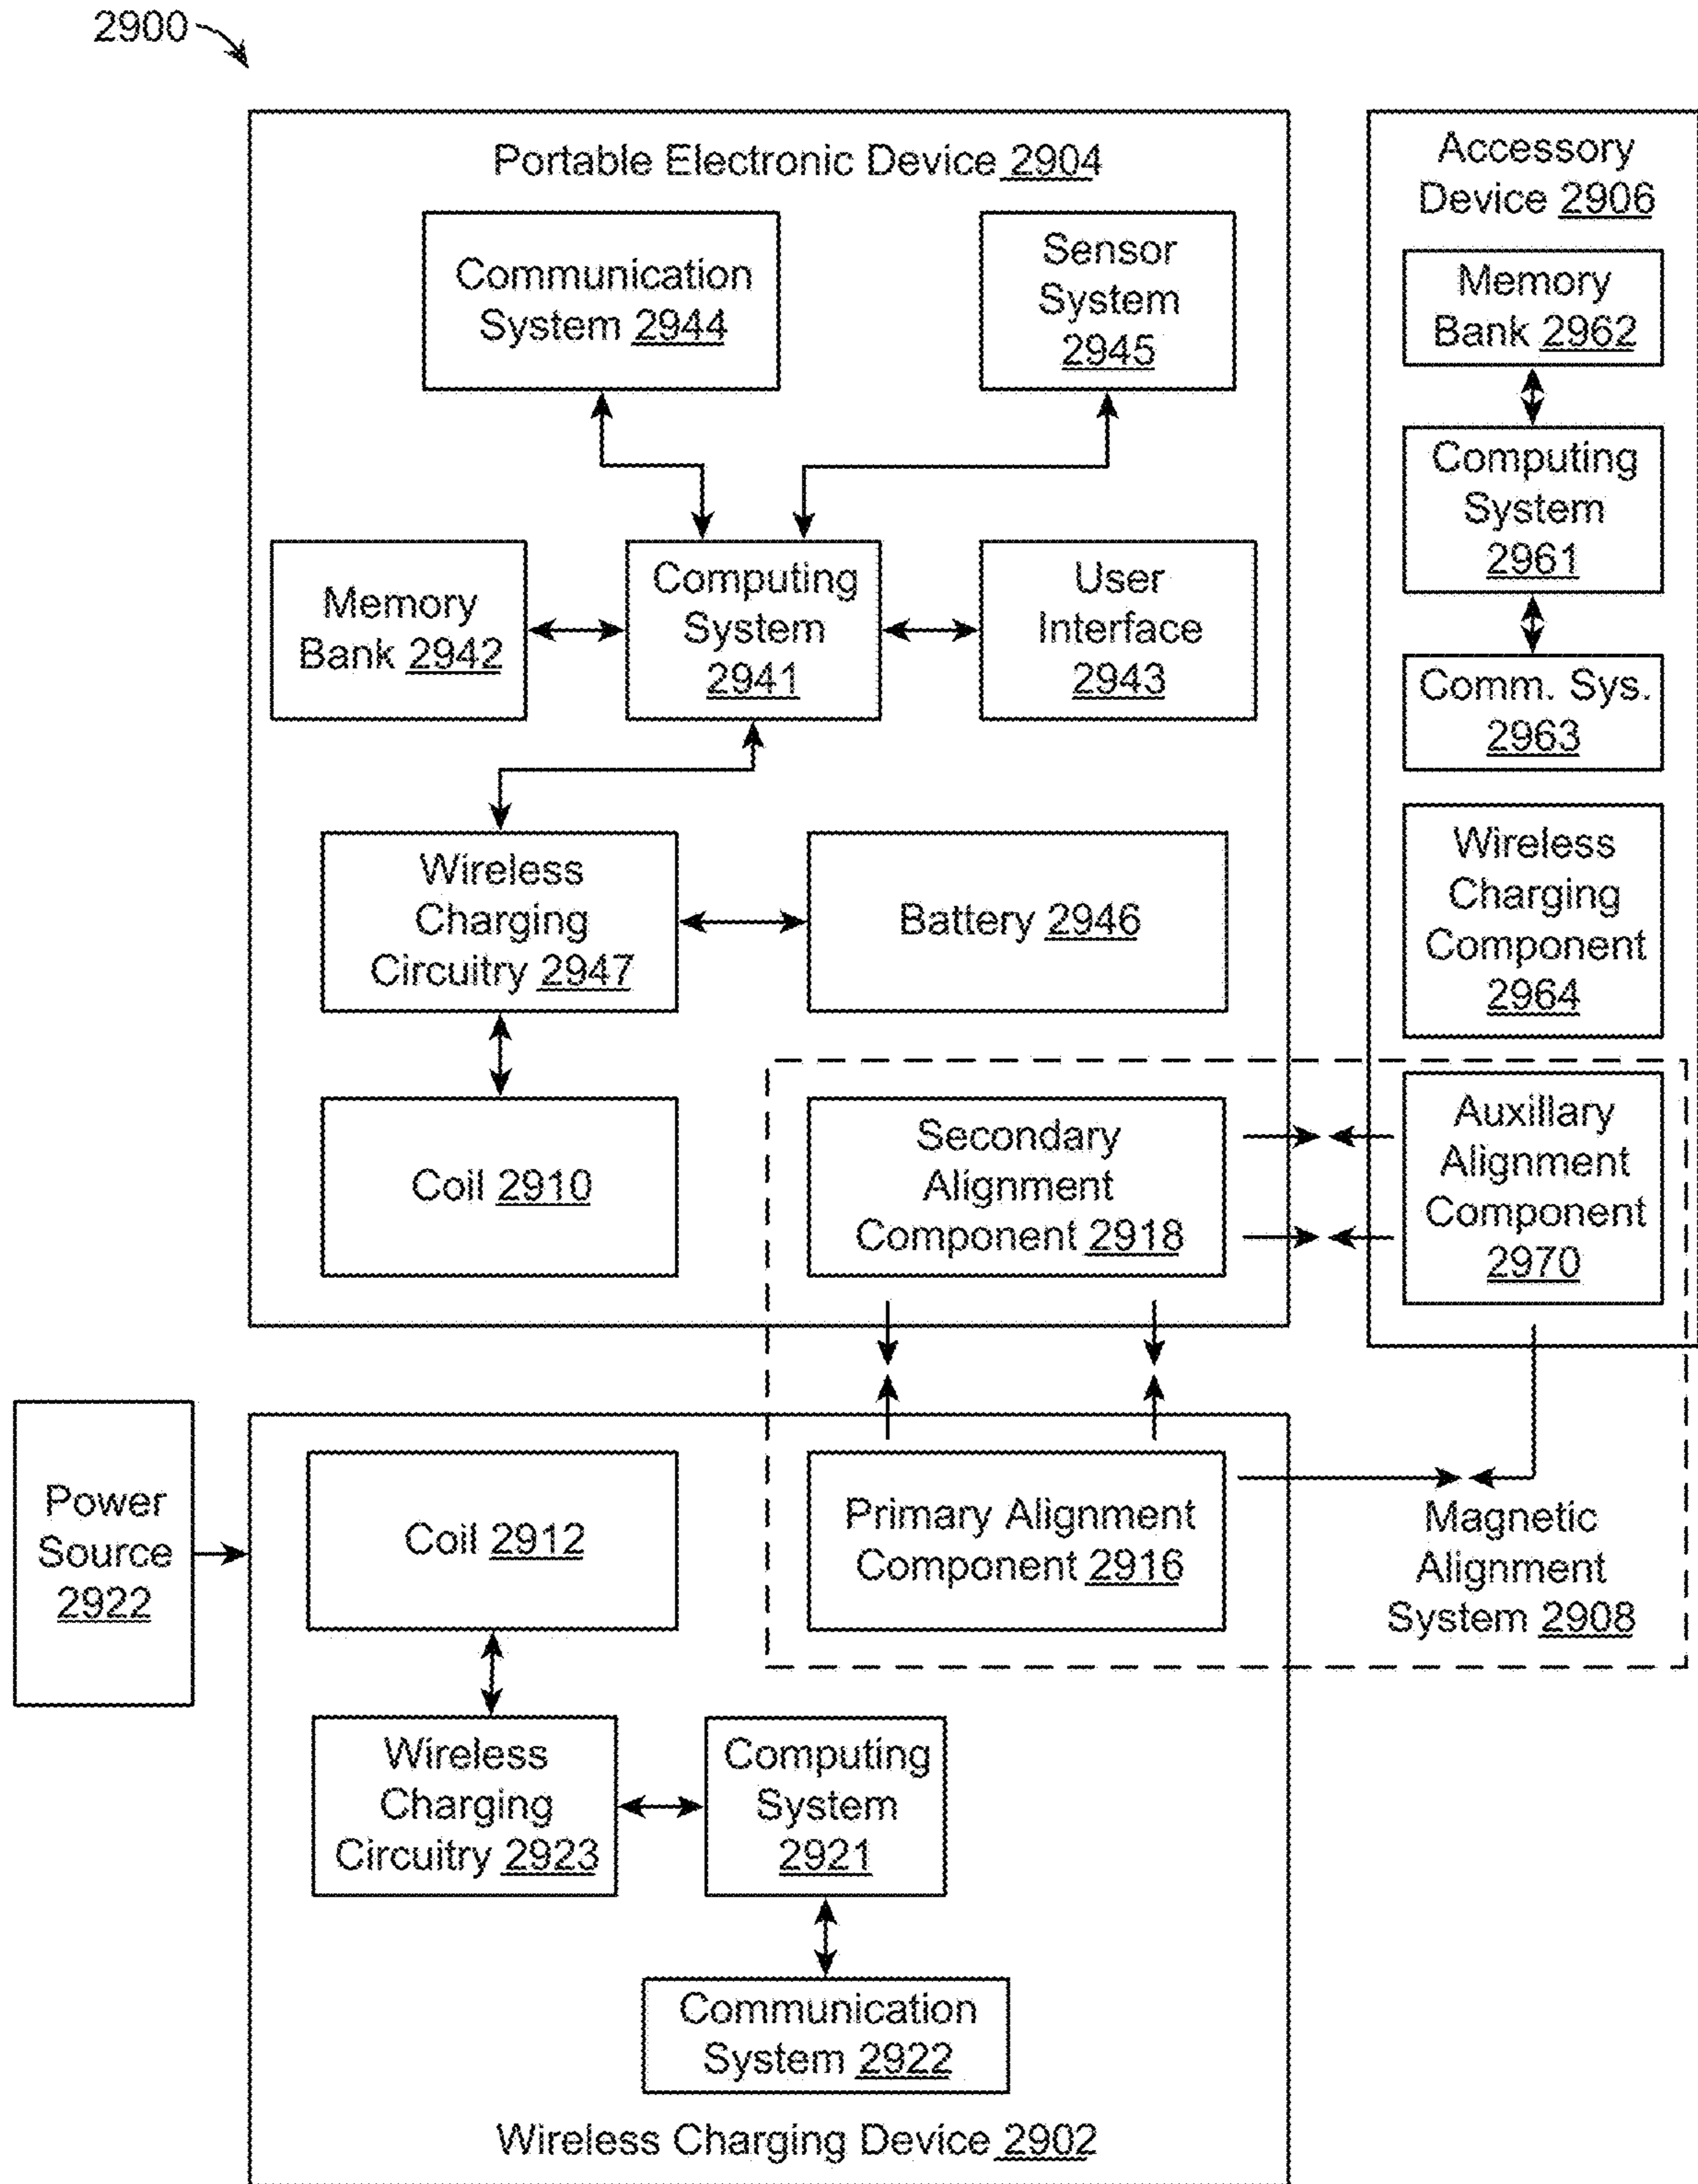 2900
Portable Electronic Device 2904
Communication
System 2944
Sensor
System
2945
Memory
Bank 2942
Computing
System
2941
User
Interface
2943
Wireless
Charging
Circuitry 2947
Battery 2946
Coil 2910
Secondary
Alignment
Component 2918
Accessory
Device 2906
Memory
Bank 2962
Computing
System
2961
Comm. Sys.
2963
Wireless
Charging
Component
2964
Auxillary
Alignment
Component
2970
Power
Source
2922
Coil 2912
Primary Alignment
Component 2916
Magnetic
Alignment
System 2908
Wireless
Charging
Circuitry 2923
Computing
System
2921
Communication
System 2922
Wireless Charging Device 2902